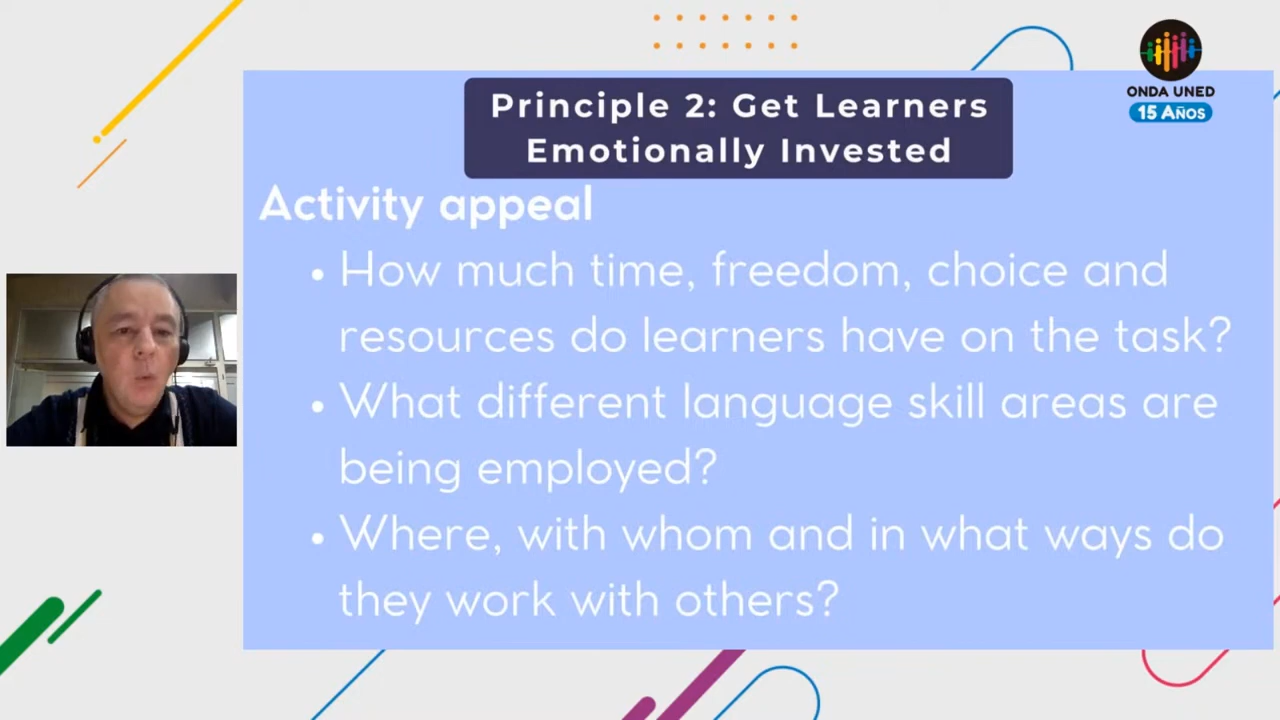 ONDA UNED
15 AÑOS
Principle 2: Get Learners
Emotionally Invested
Activity appeal
• How much time, freedom, choice and
resources do learners have on the task?
• What different language skill areas are
being employed?
• Where, with whom and in what ways do
they work with others?